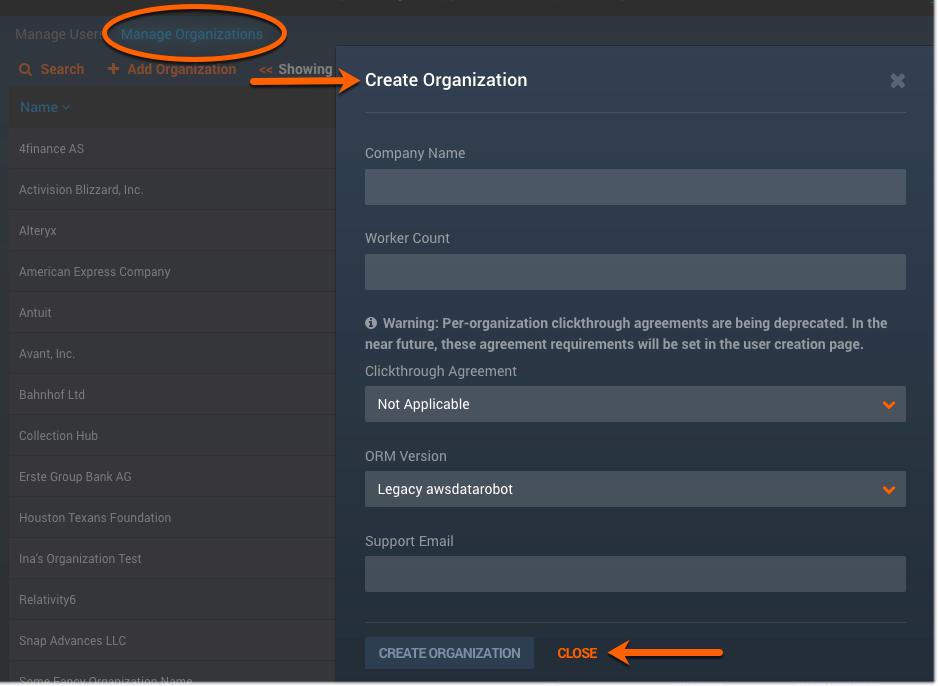 Manage Users Manage Organizations
Search + Add Organization << Showing
Name
4finance AS
Activision Blizzard, Inc.
Alteryx
American Express Company
Antuit
Avant, Inc.
Bahnhof Ltd
Collection Hub
Erste Group Bank AG
Houston Texans Foundation
Ina's Organization Test
Relativity6
Snap Advances LLC
Some Fancy Organization Name
Create Organization
Company Name
Worker Count
Warning: Per-organization clickthrough agreements are being deprecated. In the
near future, these agreement requirements will be set in the user creation page.
Clickthrough Agreement
Not Applicable
ORM Version
Legacy awsdatarobot
Support Email
CREATE ORGANIZATION CLOSE